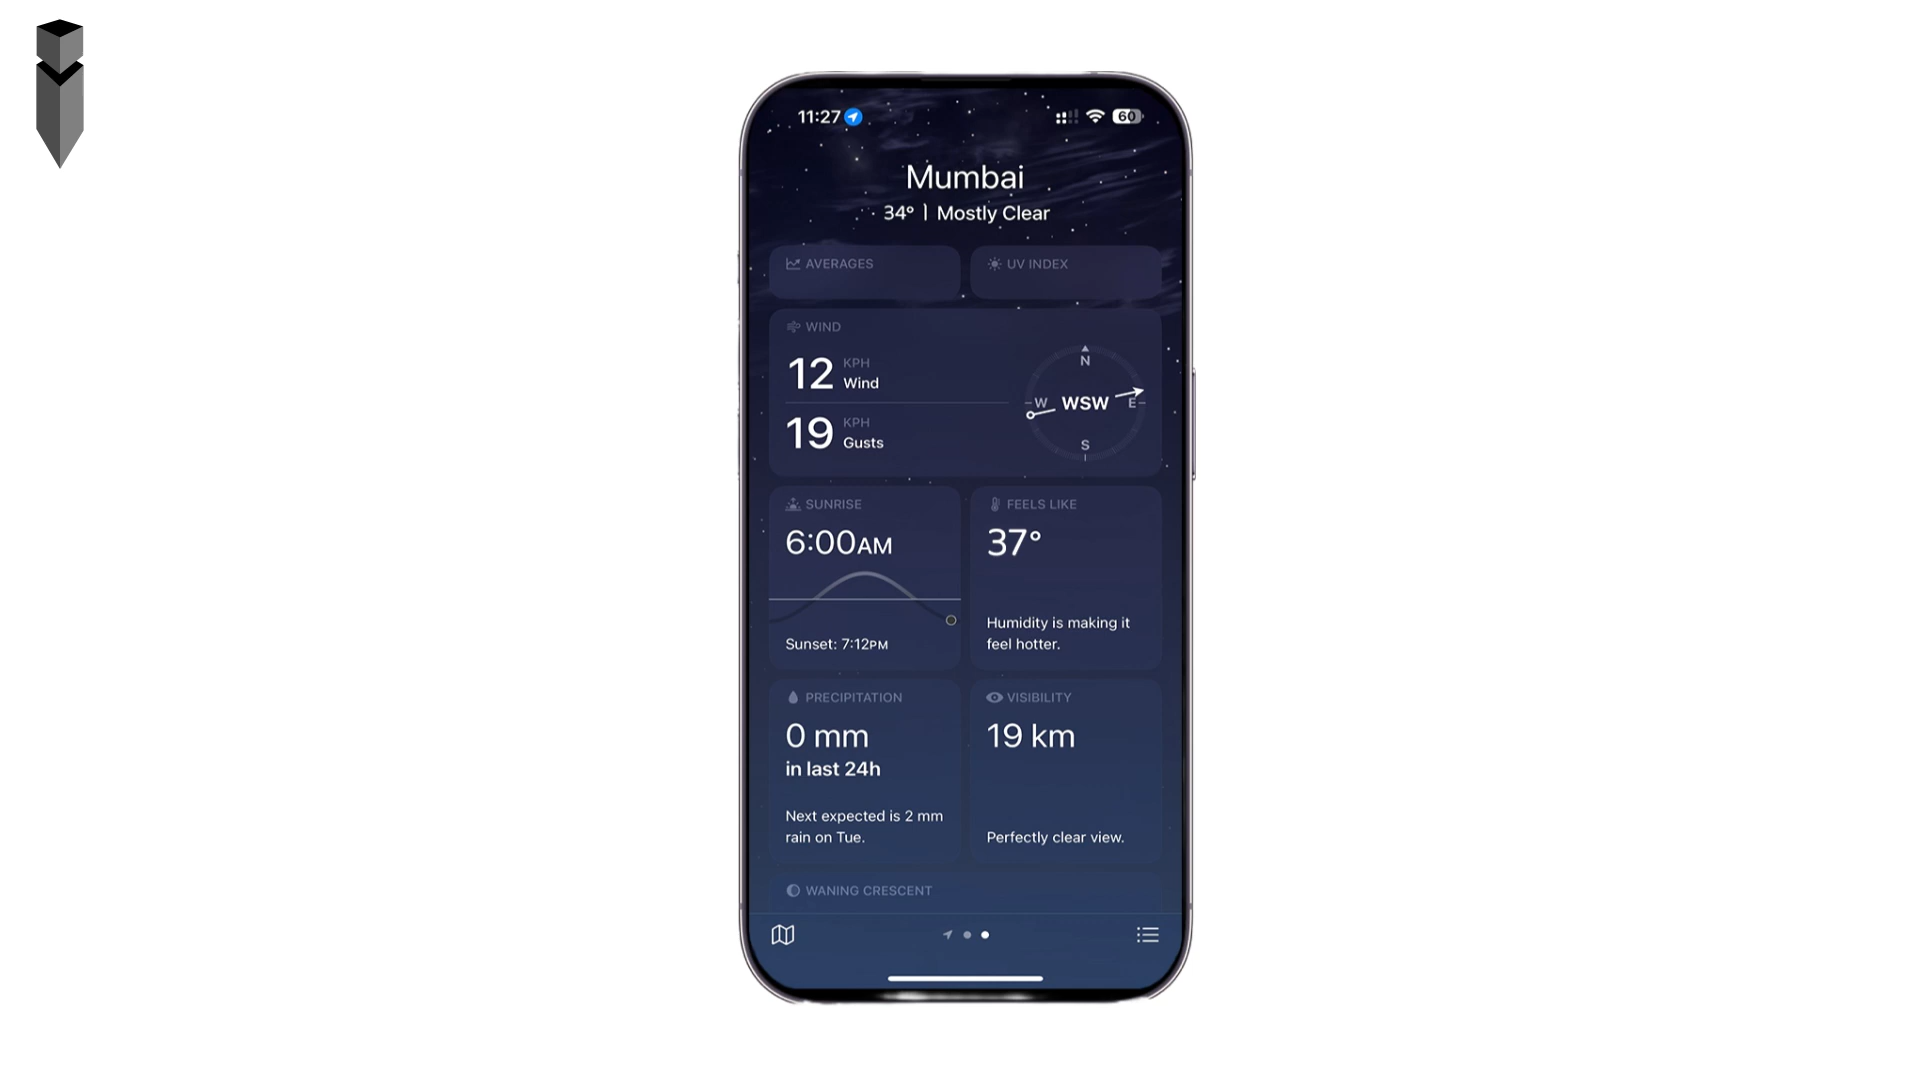 11:27
60
Mumbai
34° | Mostly Clear
AVERAGES
UV INDEX
WIND
12 KPH Wind
19 KPH Gusts
N
W WSW E
S
SUNRISE
6:00AM
Sunset: 7:12PM
FEELS LIKE
37°
Humidity is making it
feel hotter.
PRECIPITATION
0 mm
in last 24h
Next expected is 2 mm
rain on Tue.
VISIBILITY
19 km
Perfectly clear view.
WANING CRESCENT